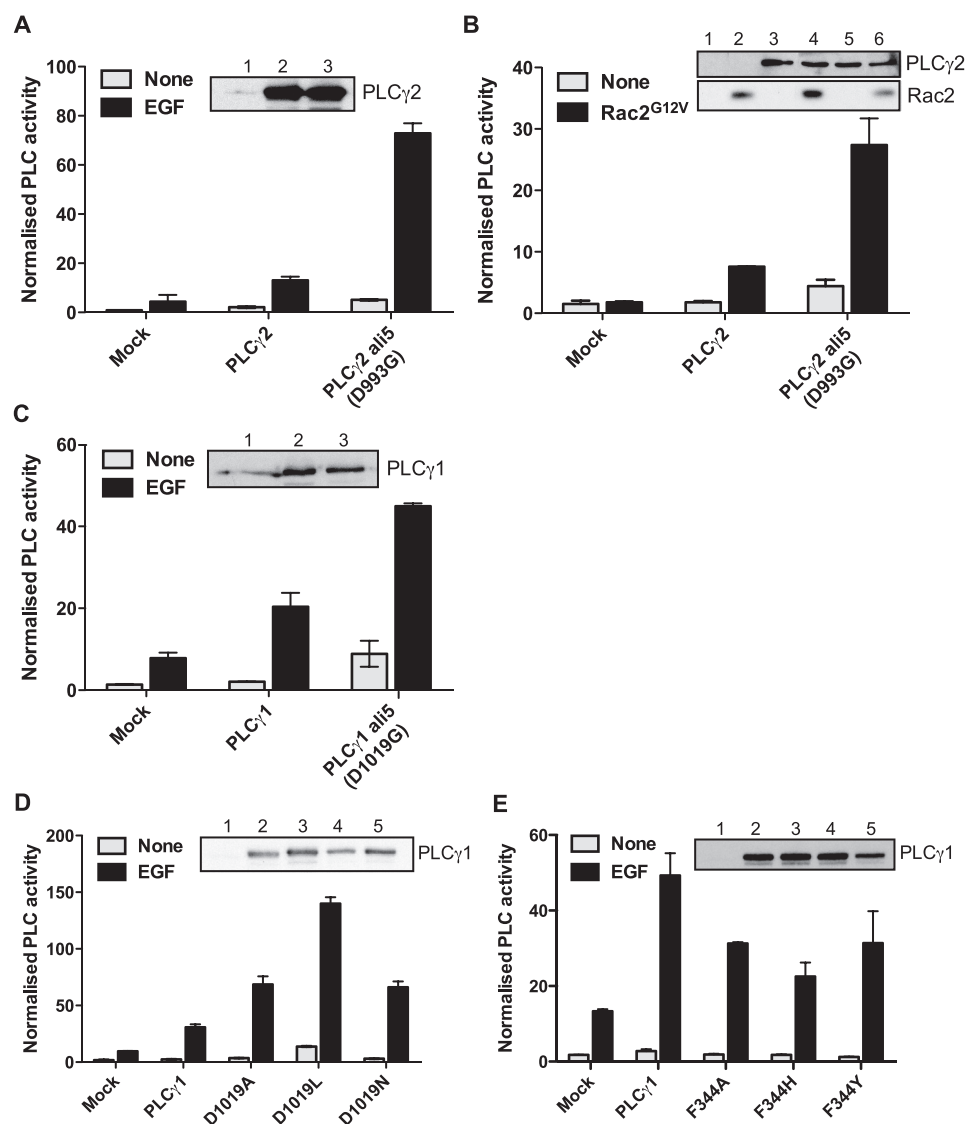 A
Normalised PLC activity
100
80
60
40
20
0
None
EGF
1 2 3
PLCγ2
Mock
PLCγ2
PLCγ2 ali5
(D993G)
B
Normalised PLC activity
40
30
20
10
0
None
Rac2G12V
1 2 3 4 5 6
PLCγ2
Rac2
Mock
PLCγ2
PLCγ2 ali5
(D993G)
C
Normalised PLC activity
60
40
20
0
None
EGF
1 2 3
PLCγ1
Mock
PLCγ1
PLCγ1 ali5
(D1019G)
D
Normalised PLC activity
200
150
100
50
0
None
EGF
1 2 3 4 5
PLCγ1
Mock
PLCγ1
D1019A
D1019L
D1019N
E
Normalised PLC activity
60
40
20
0
None
EGF
1 2 3 4 5
PLCγ1
Mock
PLCγ1
F344A
F344H
F344Y